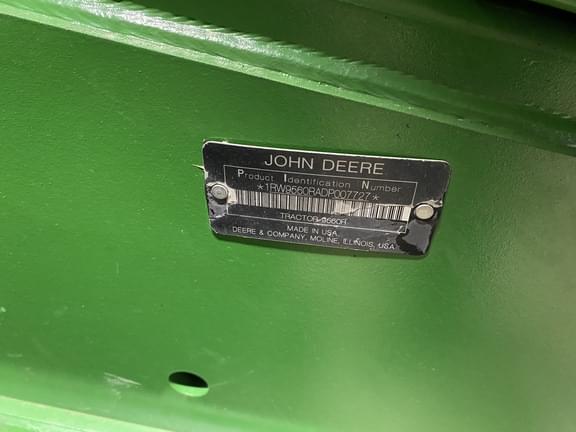 JOHN DEERE
Product Identification Number
*1RW9560RADP007727*
TRACTOR 9560R
MADE IN USA
DEERE & COMPANY, MOLINE, ILLINOIS, USA